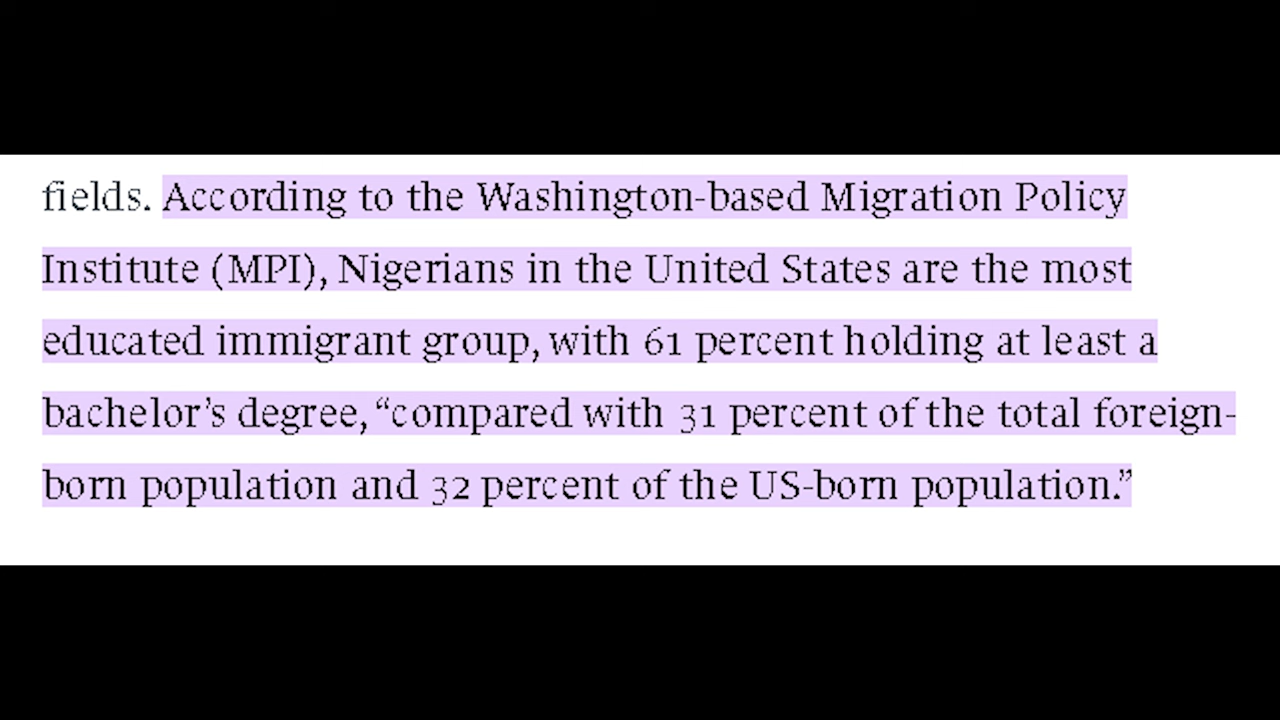 fields. According to the Washington-based Migration Policy
Institute (MPI), Nigerians in the United States are the most
educated immigrant group, with 61 percent holding at least a
bachelor’s degree, “compared with 31 percent of the total foreign-
born population and 32 percent of the US-born population.”